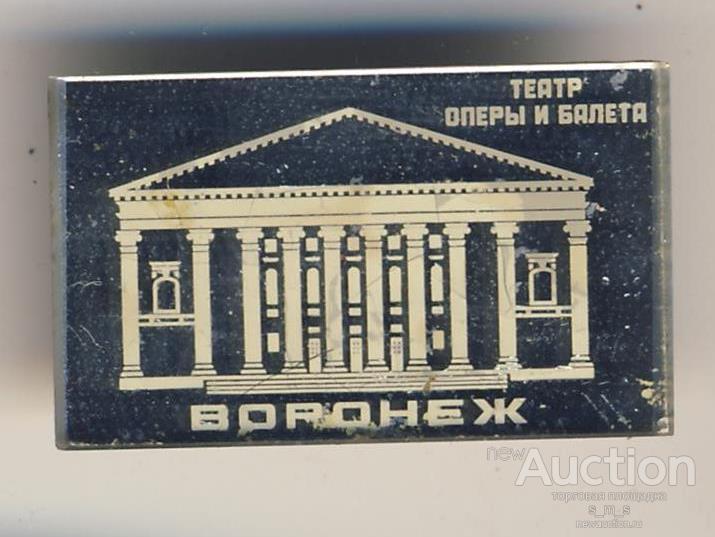 ТЕАТР
ОПЕРЫ И БАЛЕТА
ВОРОНЕЖ
newAuction
торговая площадка
s_m_s
newauction.ru